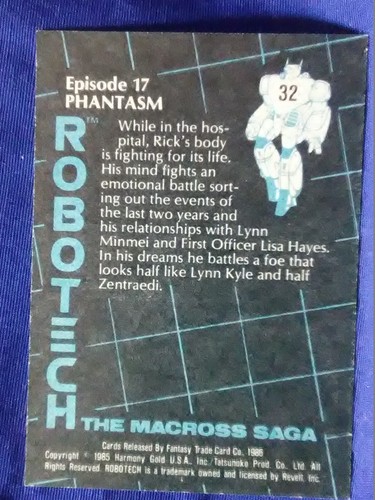 Episode 17
PHANTASM
32
ROBOTECH™
While in the hos-
pital, Rick's body
is fighting for its life.
His mind fights an
emotional battle sort-
ing out the events of
the last two years and
his relationships with Lynn
Minmei and First Officer Lisa Hayes.
In his dreams he battles a foe that
looks half like Lynn Kyle and half
Zentraedi.
THE MACROSS SAGA
Cards Released By Fantasy Trade Card Co. 1986
Copyright © 1985 Harmony Gold U.S.A., Inc./Tatsunoko Prod. Co. Ltd. All
Rights Reserved. ROBOTECH is a trademark owned and licensed by Revell, Inc.